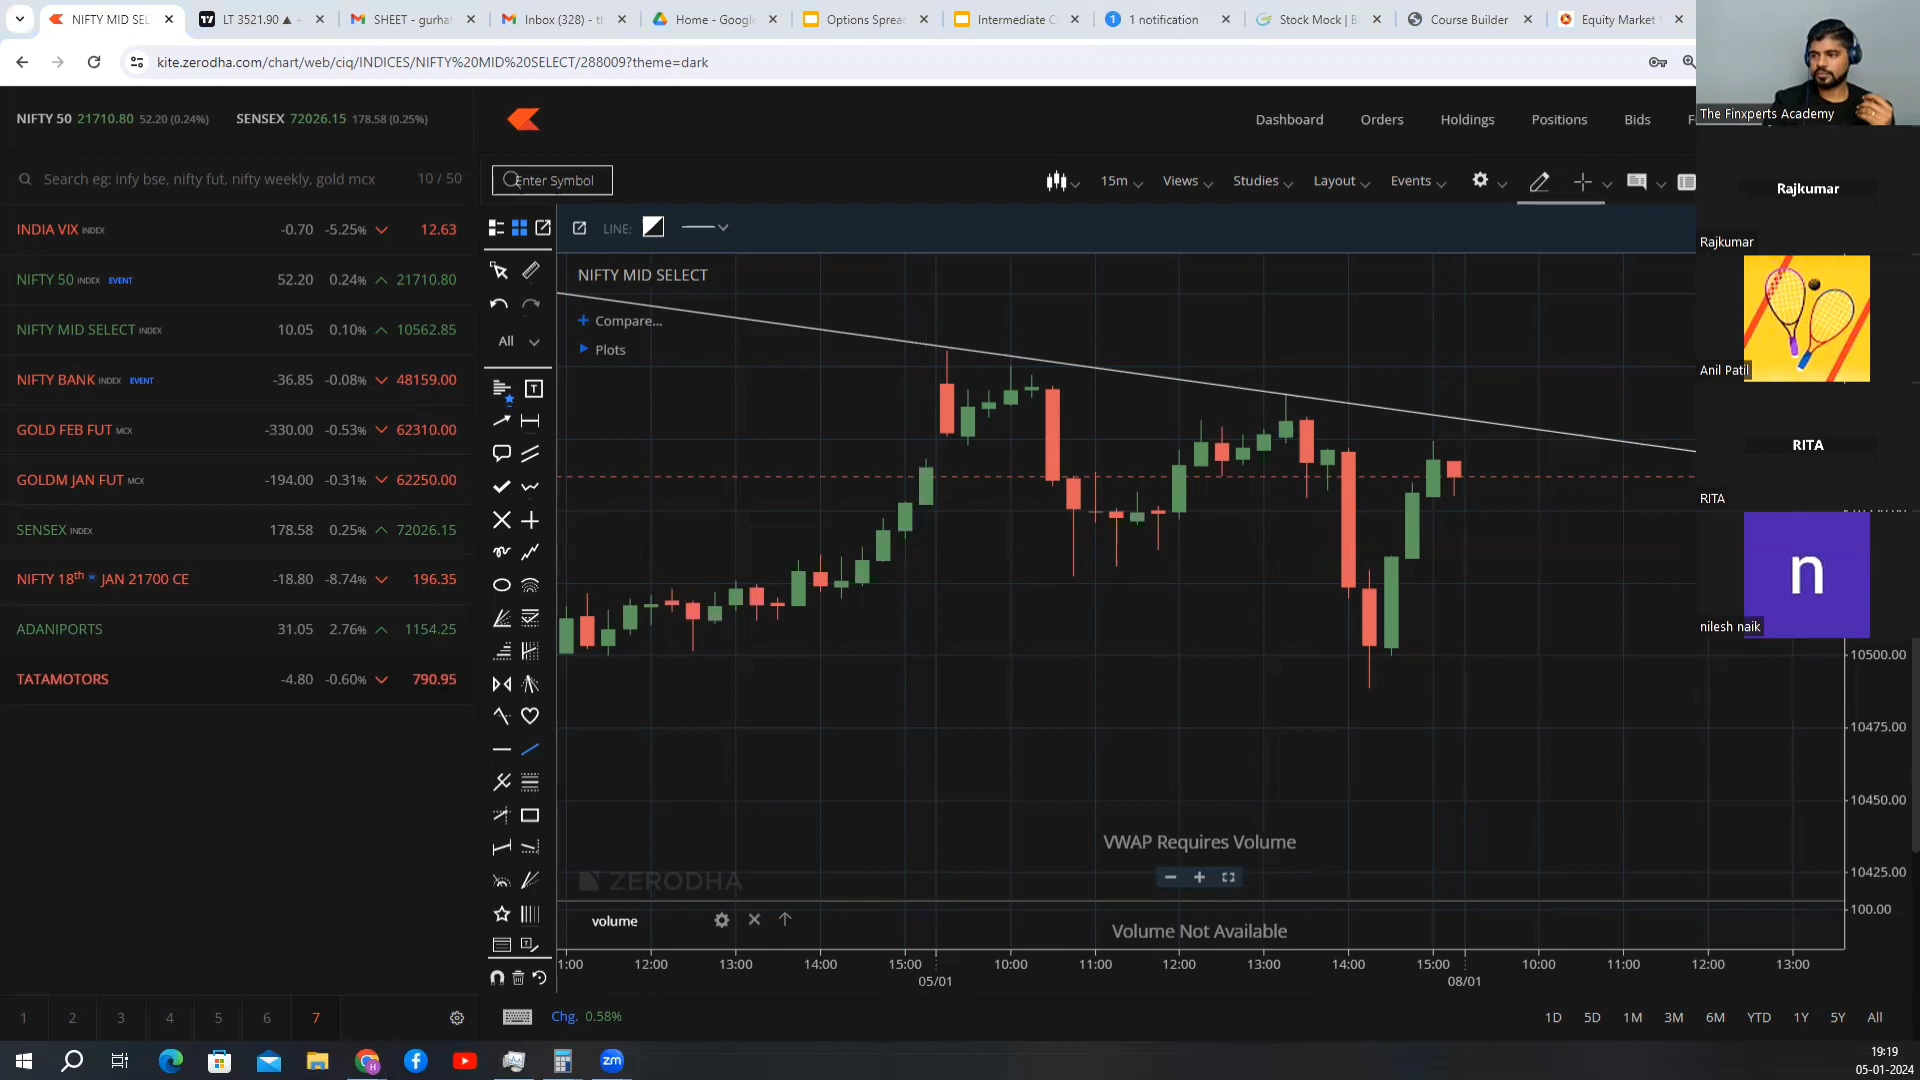 NIFTY MID SEL
LT 3521.90 ▲
SHEET - gurha
Inbox (328) - th
Home - Google
Options Sprea
Intermediate C
1 notification
Stock Mock | B
Course Builder
Equity Market
kite.zerodha.com/chart/web/ciq/INDICES/NIFTY%20MID%20SELECT/288009?theme=dark
NIFTY 50 21710.80 52.20 (0.24%)
SENSEX 72026.15 178.58 (0.25%)
Dashboard
Orders
Holdings
Positions
Bids
The Finxperts Academy
Search eg: infy bse, nifty fut, nifty weekly, gold mcx
10 / 50
Enter Symbol
15m
Views
Studies
Layout
Events
Rajkumar
Rajkumar
INDIA VIX INDEX -0.70 -5.25% 12.63
NIFTY 50 INDEX EVENT 52.20 0.24% 21710.80
NIFTY MID SELECT INDEX 10.05 0.10% 10562.85
NIFTY BANK INDEX EVENT -36.85 -0.08% 48159.00
GOLD FEB FUT MCX -330.00 -0.53% 62310.00
GOLDM JAN FUT MCX -194.00 -0.31% 62250.00
SENSEX INDEX 178.58 0.25% 72026.15
NIFTY 18th w JAN 21700 CE -18.80 -8.74% 196.35
ADANIPORTS 31.05 2.76% 1154.25
TATAMOTORS -4.80 -0.60% 790.95
LINE:
NIFTY MID SELECT
Compare...
Plots
All
Anil Patil
RITA
RITA
n
nilesh naik
10500.00
10475.00
10450.00
10425.00
100.00
VWAP Requires Volume
ZERODHA
volume
Volume Not Available
1:00 12:00 13:00 14:00 15:00 10:00 11:00 12:00 13:00 14:00 15:00 10:00 11:00 12:00 13:00
05/01 08/01
1 2 3 4 5 6 7
Chg. 0.58%
1D 5D 1M 3M 6M YTD 1Y 5Y All
zm
19:19
05-01-2024